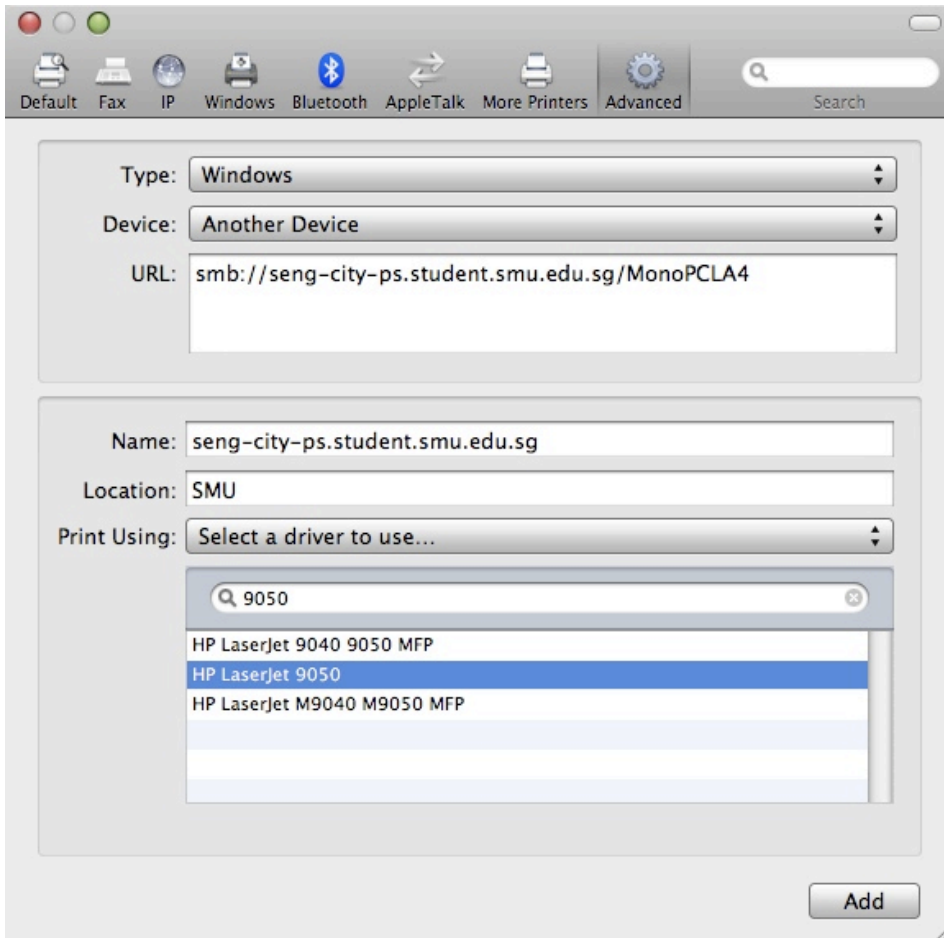 Default Fax IP Windows Bluetooth AppleTalk More Printers Advanced Search
Type: Windows
Device: Another Device
URL: smb://seng-city-ps.student.smu.edu.sg/MonoPCLA4
Name: seng-city-ps.student.smu.edu.sg
Location: SMU
Print Using: Select a driver to use...
9050
HP LaserJet 9040 9050 MFP
HP LaserJet 9050
HP LaserJet M9040 M9050 MFP
Add